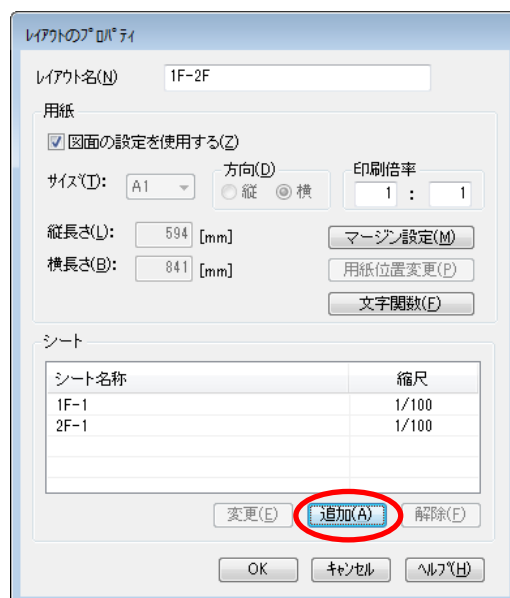 ﾚｲｱｳﾄのﾌﾟﾛﾊﾟﾃｨ
ﾚｲｱｳﾄ名(N) 1F-2F
用紙
図面の設定を使用する(Z)
ｻｲｽﾞ(T): A1 方向(D) 縦 横 印刷倍率 1 : 1
縦長さ(L): 594 [mm] マージン設定(M)
横長さ(B): 841 [mm] 用紙位置変更(P)
文字関数(F)
シート
シート名称 縮尺
1F-1 1/100
2F-1 1/100
変更(E) 追加(A) 解除(F)
OK ｷｬﾝｾﾙ ﾍﾙﾌﾟ(H)